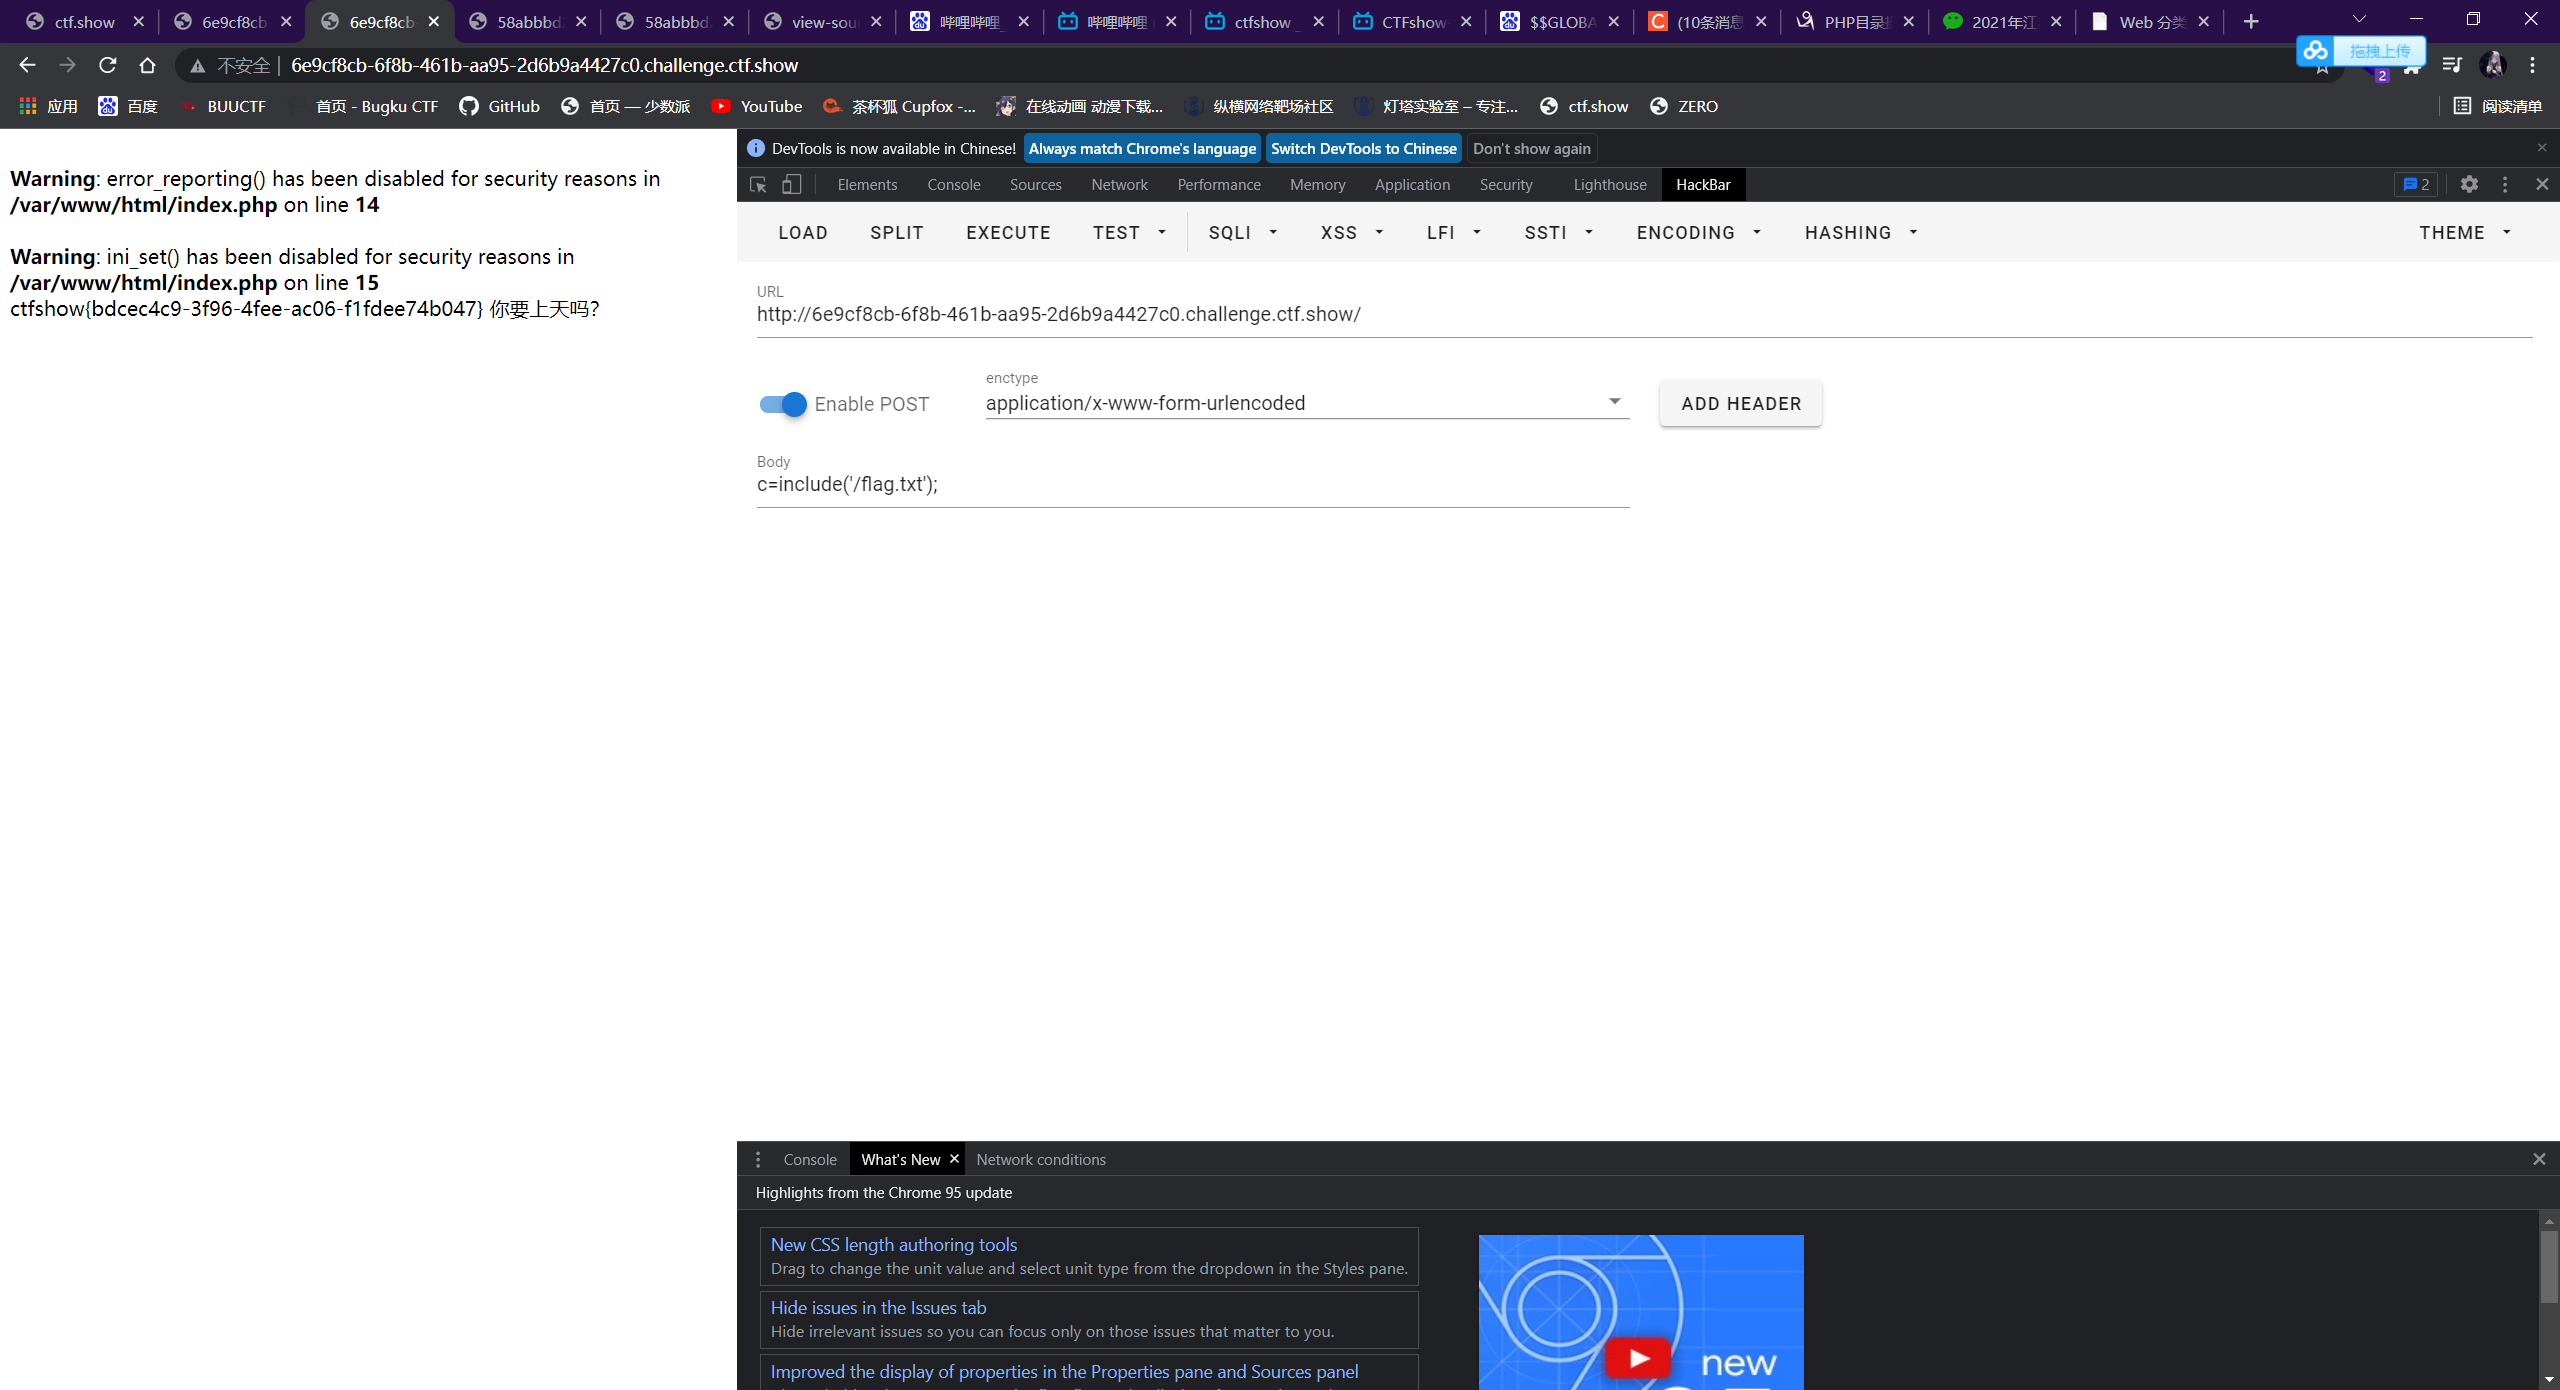 ctf.show
6e9cf8cb
6e9cf8cb
58abbbd
58abbbd
view-sou
哔哩哔哩
哔哩哔哩
ctfshow
CTFshow
$$GLOBA
(10条消息
PHP目录
2021年江
Web 分类
不安全
6e9cf8cb-6f8b-461b-aa95-2d6b9a4427c0.challenge.ctf.show
拖拽上传
2
应用
百度
BUUCTF
首页 - Bugku CTF
GitHub
首页 — 少数派
YouTube
茶杯狐 Cupfox -...
在线动画 动漫下载...
纵横网络靶场社区
灯塔实验室 – 专注...
ctf.show
ZERO
阅读清单
Warning: error_reporting() has been disabled for security reasons in
/var/www/html/index.php on line 14
Warning: ini_set() has been disabled for security reasons in
/var/www/html/index.php on line 15
ctfshow{bdcec4c9-3f96-4fee-ac06-f1fdee74b047} 你要上天吗?
DevTools is now available in Chinese!
Always match Chrome's language
Switch DevTools to Chinese
Don't show again
Elements
Console
Sources
Network
Performance
Memory
Application
Security
Lighthouse
HackBar
2
LOAD
SPLIT
EXECUTE
TEST
SQLI
XSS
LFI
SSTI
ENCODING
HASHING
THEME
URL
http://6e9cf8cb-6f8b-461b-aa95-2d6b9a4427c0.challenge.ctf.show/
Enable POST
enctype
application/x-www-form-urlencoded
ADD HEADER
Body
c=include('/flag.txt');
Console
What's New
Network conditions
Highlights from the Chrome 95 update
New CSS length authoring tools
Drag to change the unit value and select unit type from the dropdown in the Styles pane.
Hide issues in the Issues tab
Hide irrelevant issues so you can focus only on those issues that matter to you.
Improved the display of properties in the Properties pane and Sources panel
new